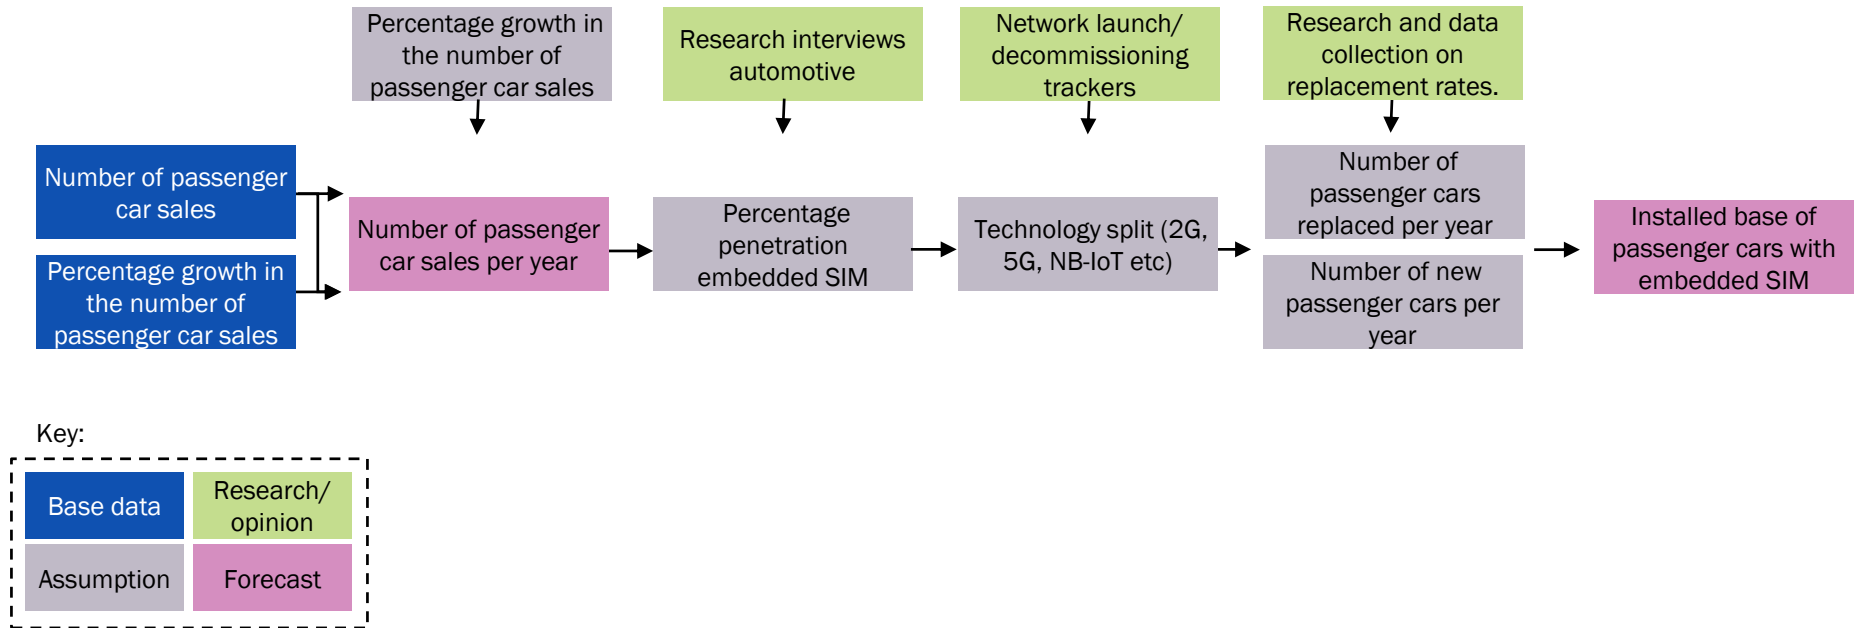 Percentage growth in
the number of
passenger car sales
Research interviews
automotive
Network launch/
decommissioning
trackers
Research and data
collection on
replacement rates.
Number of passenger
car sales
Percentage growth in
the number of
passenger car sales
Number of passenger
car sales per year
Percentage
penetration
embedded SIM
Technology split (2G,
5G, NB-IoT etc)
Number of
passenger cars
replaced per year
Number of new
passenger cars per
year
Installed base of
passenger cars with
embedded SIM
Key:
Base data
Research/
opinion
Assumption
Forecast